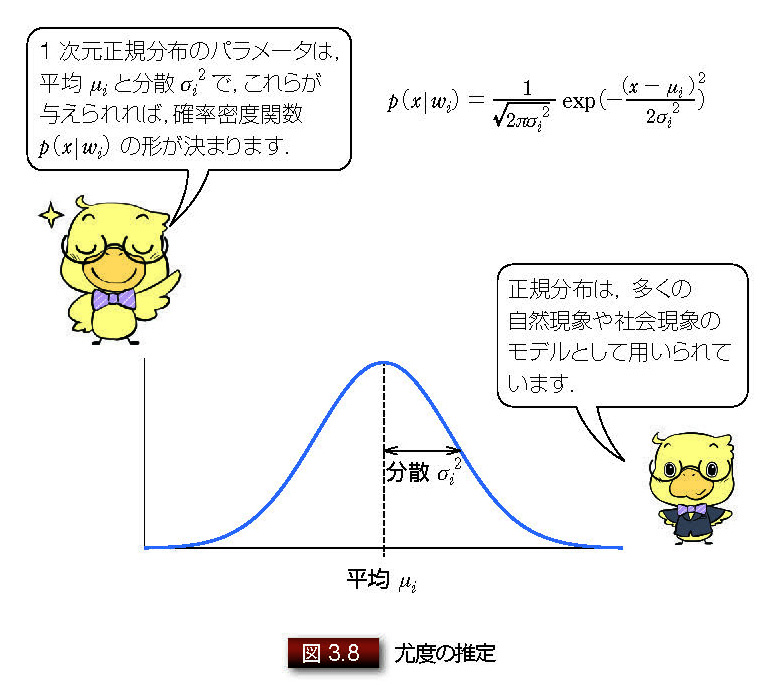 1 次元正規分布のパラメータは,
平均 μi と分散 σi² で, これらが
与えられれば, 確率密度関数
p(x|wi) の形が決まります.
p(x|wi) = 1/√2πσi² exp(-(x-μi)²/2σi²)
正規分布は, 多くの
自然現象や社会現象の
モデルとして用いられて
います.
分散 σi²
平均 μi
図 3.8 尤度の推定